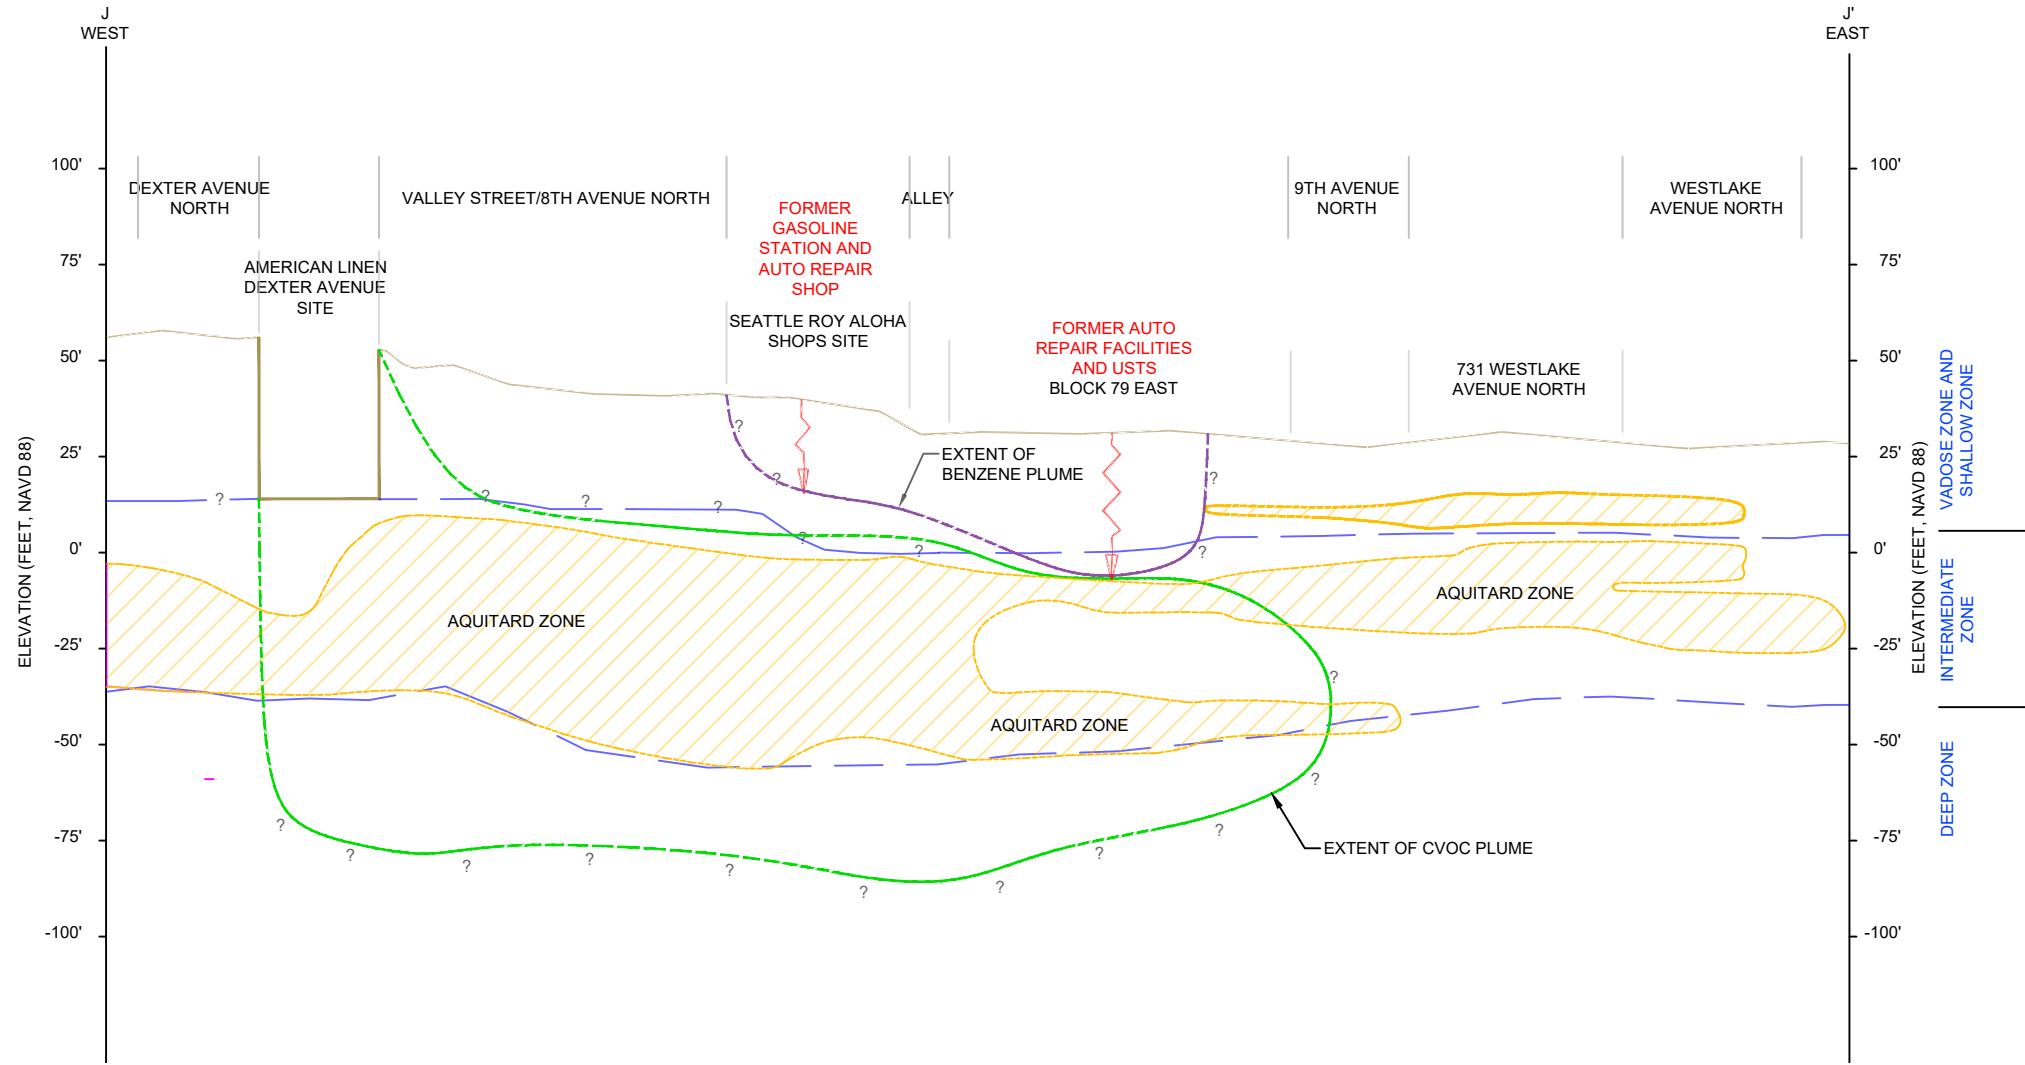 J
WEST
J'
EAST
100'
75'
50'
25'
0'
-25'
-50'
-75'
-100'
ELEVATION (FEET, NAVD 88)
DEXTER AVENUE
NORTH
AMERICAN LINEN
DEXTER AVENUE
SITE
VALLEY STREET/8TH AVENUE NORTH
FORMER
GASOLINE
STATION AND
AUTO REPAIR
SHOP
SEATTLE ROY ALOHA
SHOPS SITE
ALLEY
FORMER AUTO
REPAIR FACILITIES
AND USTS
BLOCK 79 EAST
9TH AVENUE
NORTH
731 WESTLAKE
AVENUE NORTH
WESTLAKE
AVENUE NORTH
EXTENT OF
BENZENE PLUME
?
?
?
?
?
?
?
?
?
?
?
AQUITARD ZONE
AQUITARD ZONE
AQUITARD ZONE
?
?
?
?
?
?
?
?
?
?
?
EXTENT OF CVOC PLUME
100'
75'
50'
25'
0'
-25'
-50'
-75'
-100'
ELEVATION (FEET, NAVD 88)
VADOSE ZONE AND
SHALLOW ZONE
INTERMEDIATE
ZONE
DEEP ZONE